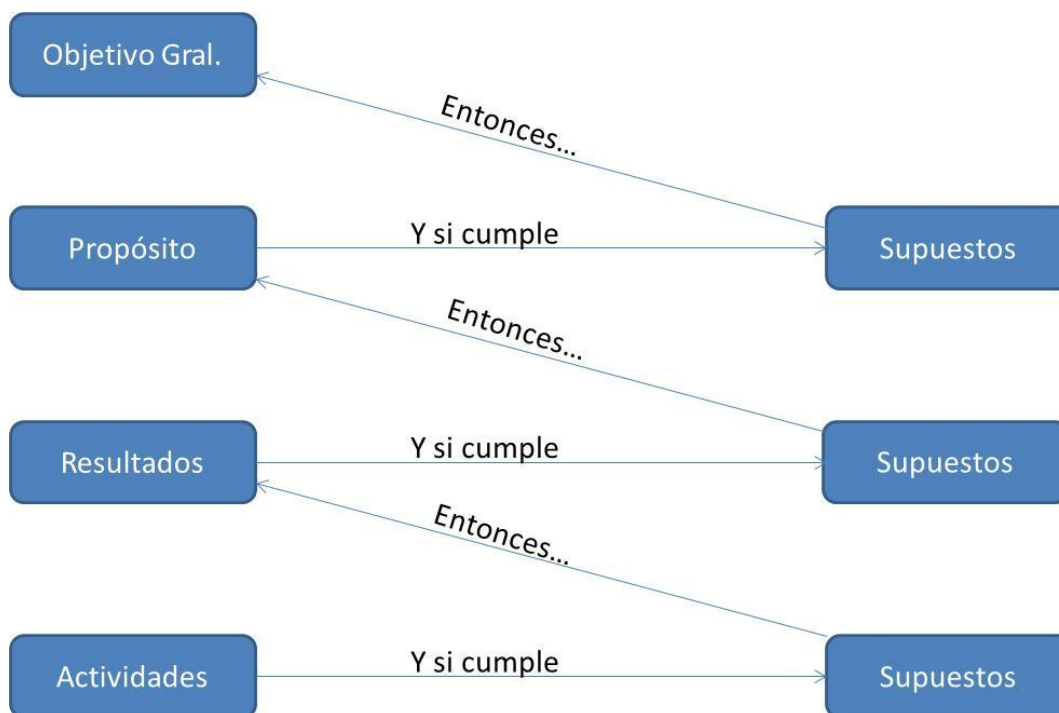 Objetivo Gral.
Entonces...
Propósito
Y si cumple
Supuestos
Entonces...
Resultados
Y si cumple
Supuestos
Entonces...
Actividades
Y si cumple
Supuestos